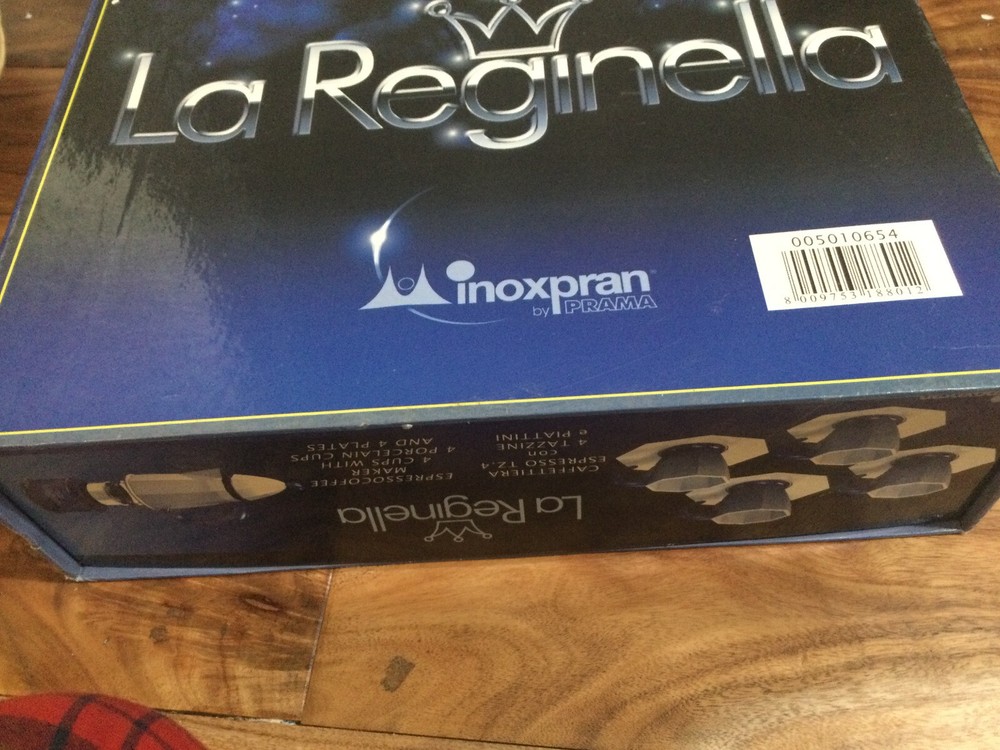 La Reginella
inoxpran
by PRAMA
005010654
8 009753 188012
La Reginella
CAFFETTIERA
ESPRESSO TZ.4
con
4 TAZZINE
e PIATTINI
ESPRESSOCOFFEE
MAKER
4 CUPS WITH
4 PORCELAIN CUPS
AND 4 PLATES